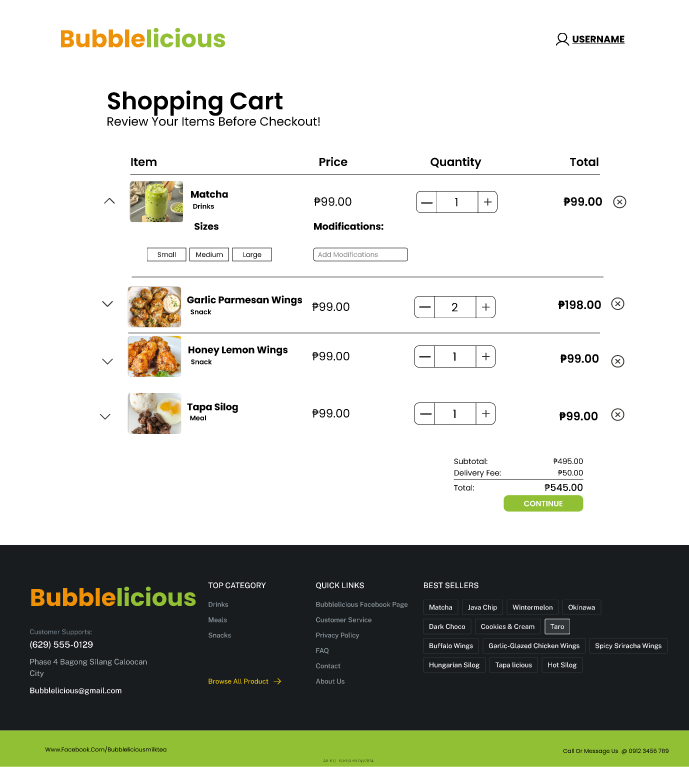 Bubblelicious
USERNAME
Shopping Cart
Review Your Items Before Checkout!
Item Price Quantity Total
Matcha
Drinks
₱99.00 1 ₱99.00
Sizes Modifications:
Small Medium Large Add Modifications
Garlic Parmesan Wings
Snack
₱99.00 2 ₱198.00
Honey Lemon Wings
Snack
₱99.00 1 ₱99.00
Tapa Silog
Meal
₱99.00 1 ₱99.00
Subtotal: ₱495.00
Delivery Fee: ₱50.00
Total: ₱545.00
CONTINUE
Bubblelicious
Customer Supports:
(629) 555-0129
Phase 4 Bagong Silang Caloocan
City
Bubblelicious@gmail.com
TOP CATEGORY
Drinks
Meals
Snacks
Browse All Product
QUICK LINKS
Bubblelicious Facebook Page
Customer Service
Privacy Policy
FAQ
Contact
About Us
BEST SELLERS
Matcha Java Chip Wintermelon Okinawa
Dark Choco Cookies & Cream Taro
Buffalo Wings Garlic-Glazed Chicken Wings Spicy Sriracha Wings
Hungarian Silog Tapa licious Hot Silog
Www.Facebook.Com/Bubbleliciousmilktea
Call Or Message Us @ 0912 3456 789